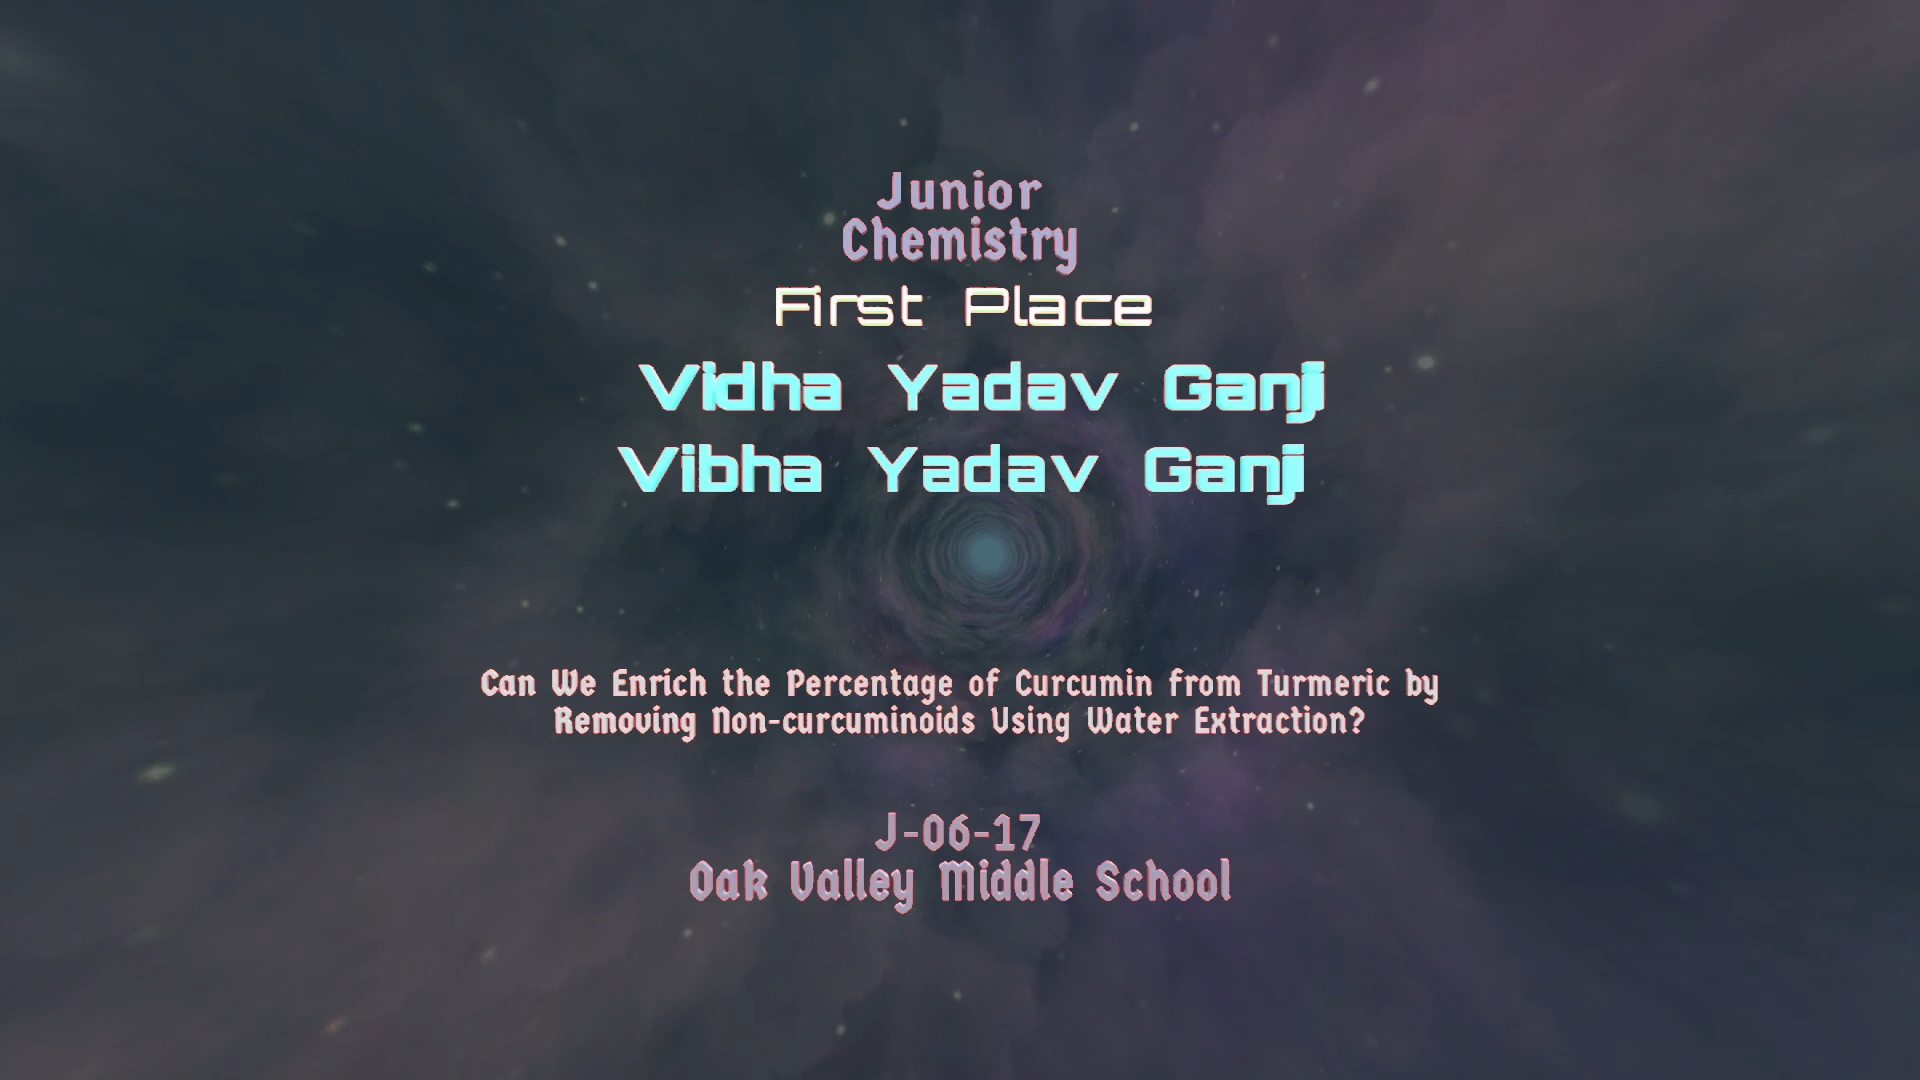 Junior
Chemistry
First Place
Vidha Yadav Ganji
Vibha Yadav Ganji
Can We Enrich the Percentage of Curcumin from Turmeric by
Removing Non-curcuminoids Using Water Extraction?
J-06-17
Oak Valley Middle School